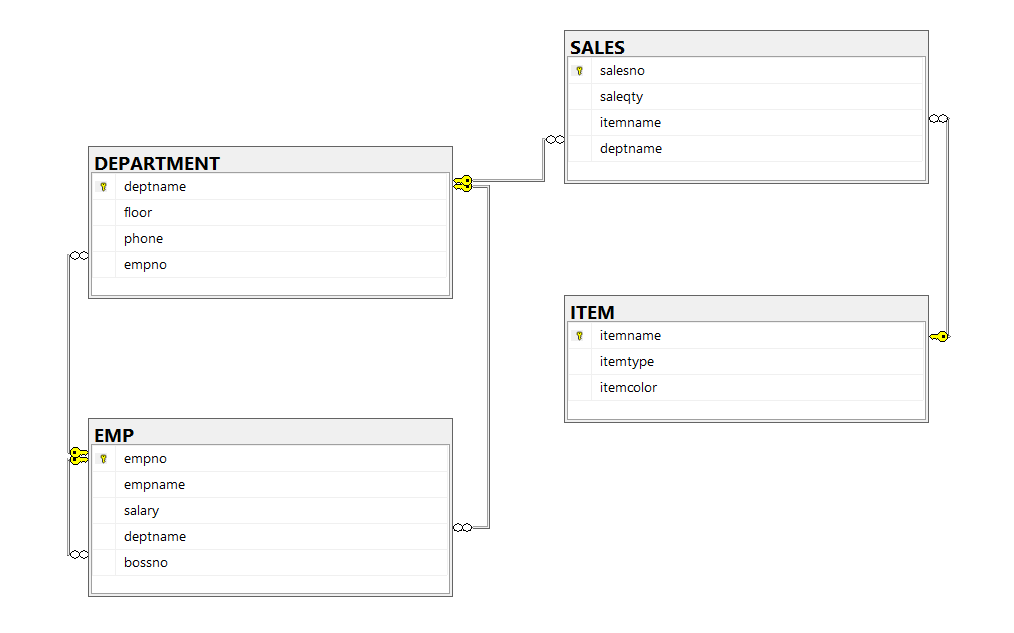 SALES
salesno
saleqty
itemname
deptname
DEPARTMENT
deptname
floor
phone
empno
ITEM
itemname
itemtype
itemcolor
EMP
empno
empname
salary
deptname
bossno